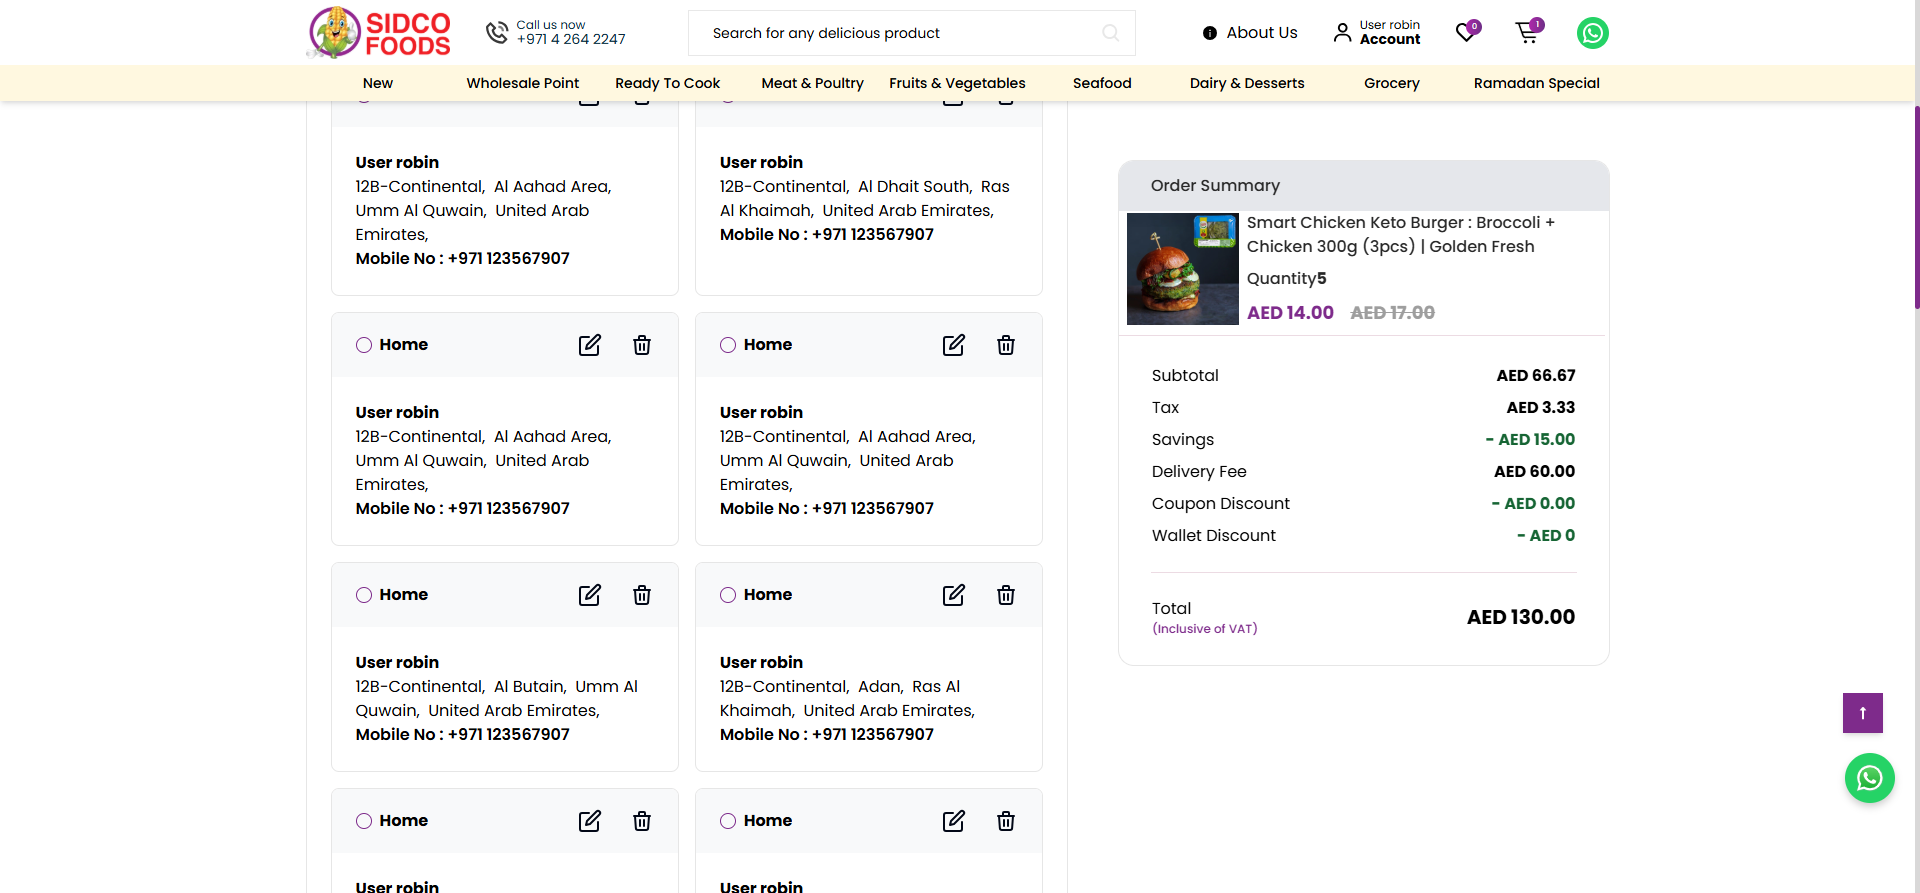 SIDCO
FOODS
Call us now
+971 4 264 2247
Search for any delicious product
About Us
User robin
Account
0
1
New
Wholesale Point
Ready To Cook
Meat & Poultry
Fruits & Vegetables
Seafood
Dairy & Desserts
Grocery
Ramadan Special
User robin
12B-Continental, Al Aahad Area,
Umm Al Quwain, United Arab
Emirates,
Mobile No : +971 123567907
User robin
12B-Continental, Al Dhait South, Ras
Al Khaimah, United Arab Emirates,
Mobile No : +971 123567907
Home
User robin
12B-Continental, Al Aahad Area,
Umm Al Quwain, United Arab
Emirates,
Mobile No : +971 123567907
Home
User robin
12B-Continental, Al Aahad Area,
Umm Al Quwain, United Arab
Emirates,
Mobile No : +971 123567907
Home
User robin
12B-Continental, Al Butain, Umm Al
Quwain, United Arab Emirates,
Mobile No : +971 123567907
Home
User robin
12B-Continental, Adan, Ras Al
Khaimah, United Arab Emirates,
Mobile No : +971 123567907
Home
User robin
Home
User robin
Order Summary
Smart Chicken Keto Burger : Broccoli +
Chicken 300g (3pcs) | Golden Fresh
Quantity5
AED 14.00 AED 17.00
Subtotal AED 66.67
Tax AED 3.33
Savings - AED 15.00
Delivery Fee AED 60.00
Coupon Discount - AED 0.00
Wallet Discount - AED 0
Total
(Inclusive of VAT)
AED 130.00